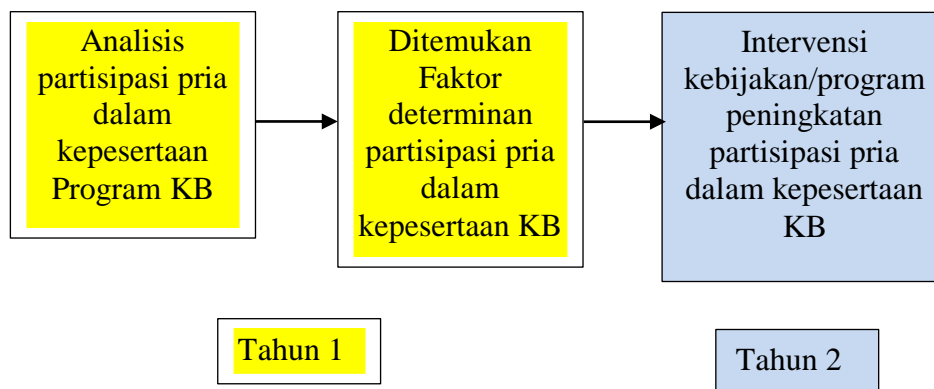 Analisis
partisipasi pria
dalam
kepesertaan
Program KB
Ditemukan
Faktor
determinan
partisipasi pria
dalam
kepesertaan KB
Intervensi
kebijakan/program
peningkatan
partisipasi pria
dalam kepesertaan
KB
Tahun 1
Tahun 2